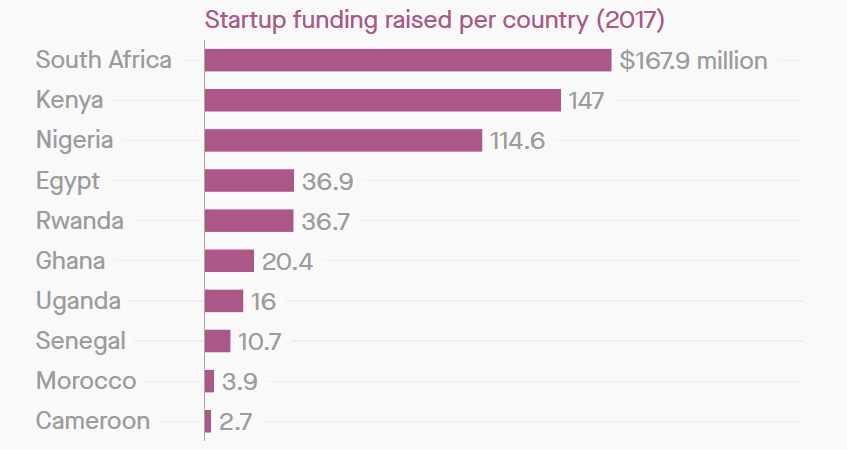 Startup funding raised per country (2017)
South Africa $167.9 million
Kenya 147
Nigeria 114.6
Egypt 36.9
Rwanda 36.7
Ghana 20.4
Uganda 16
Senegal 10.7
Morocco 3.9
Cameroon 2.7